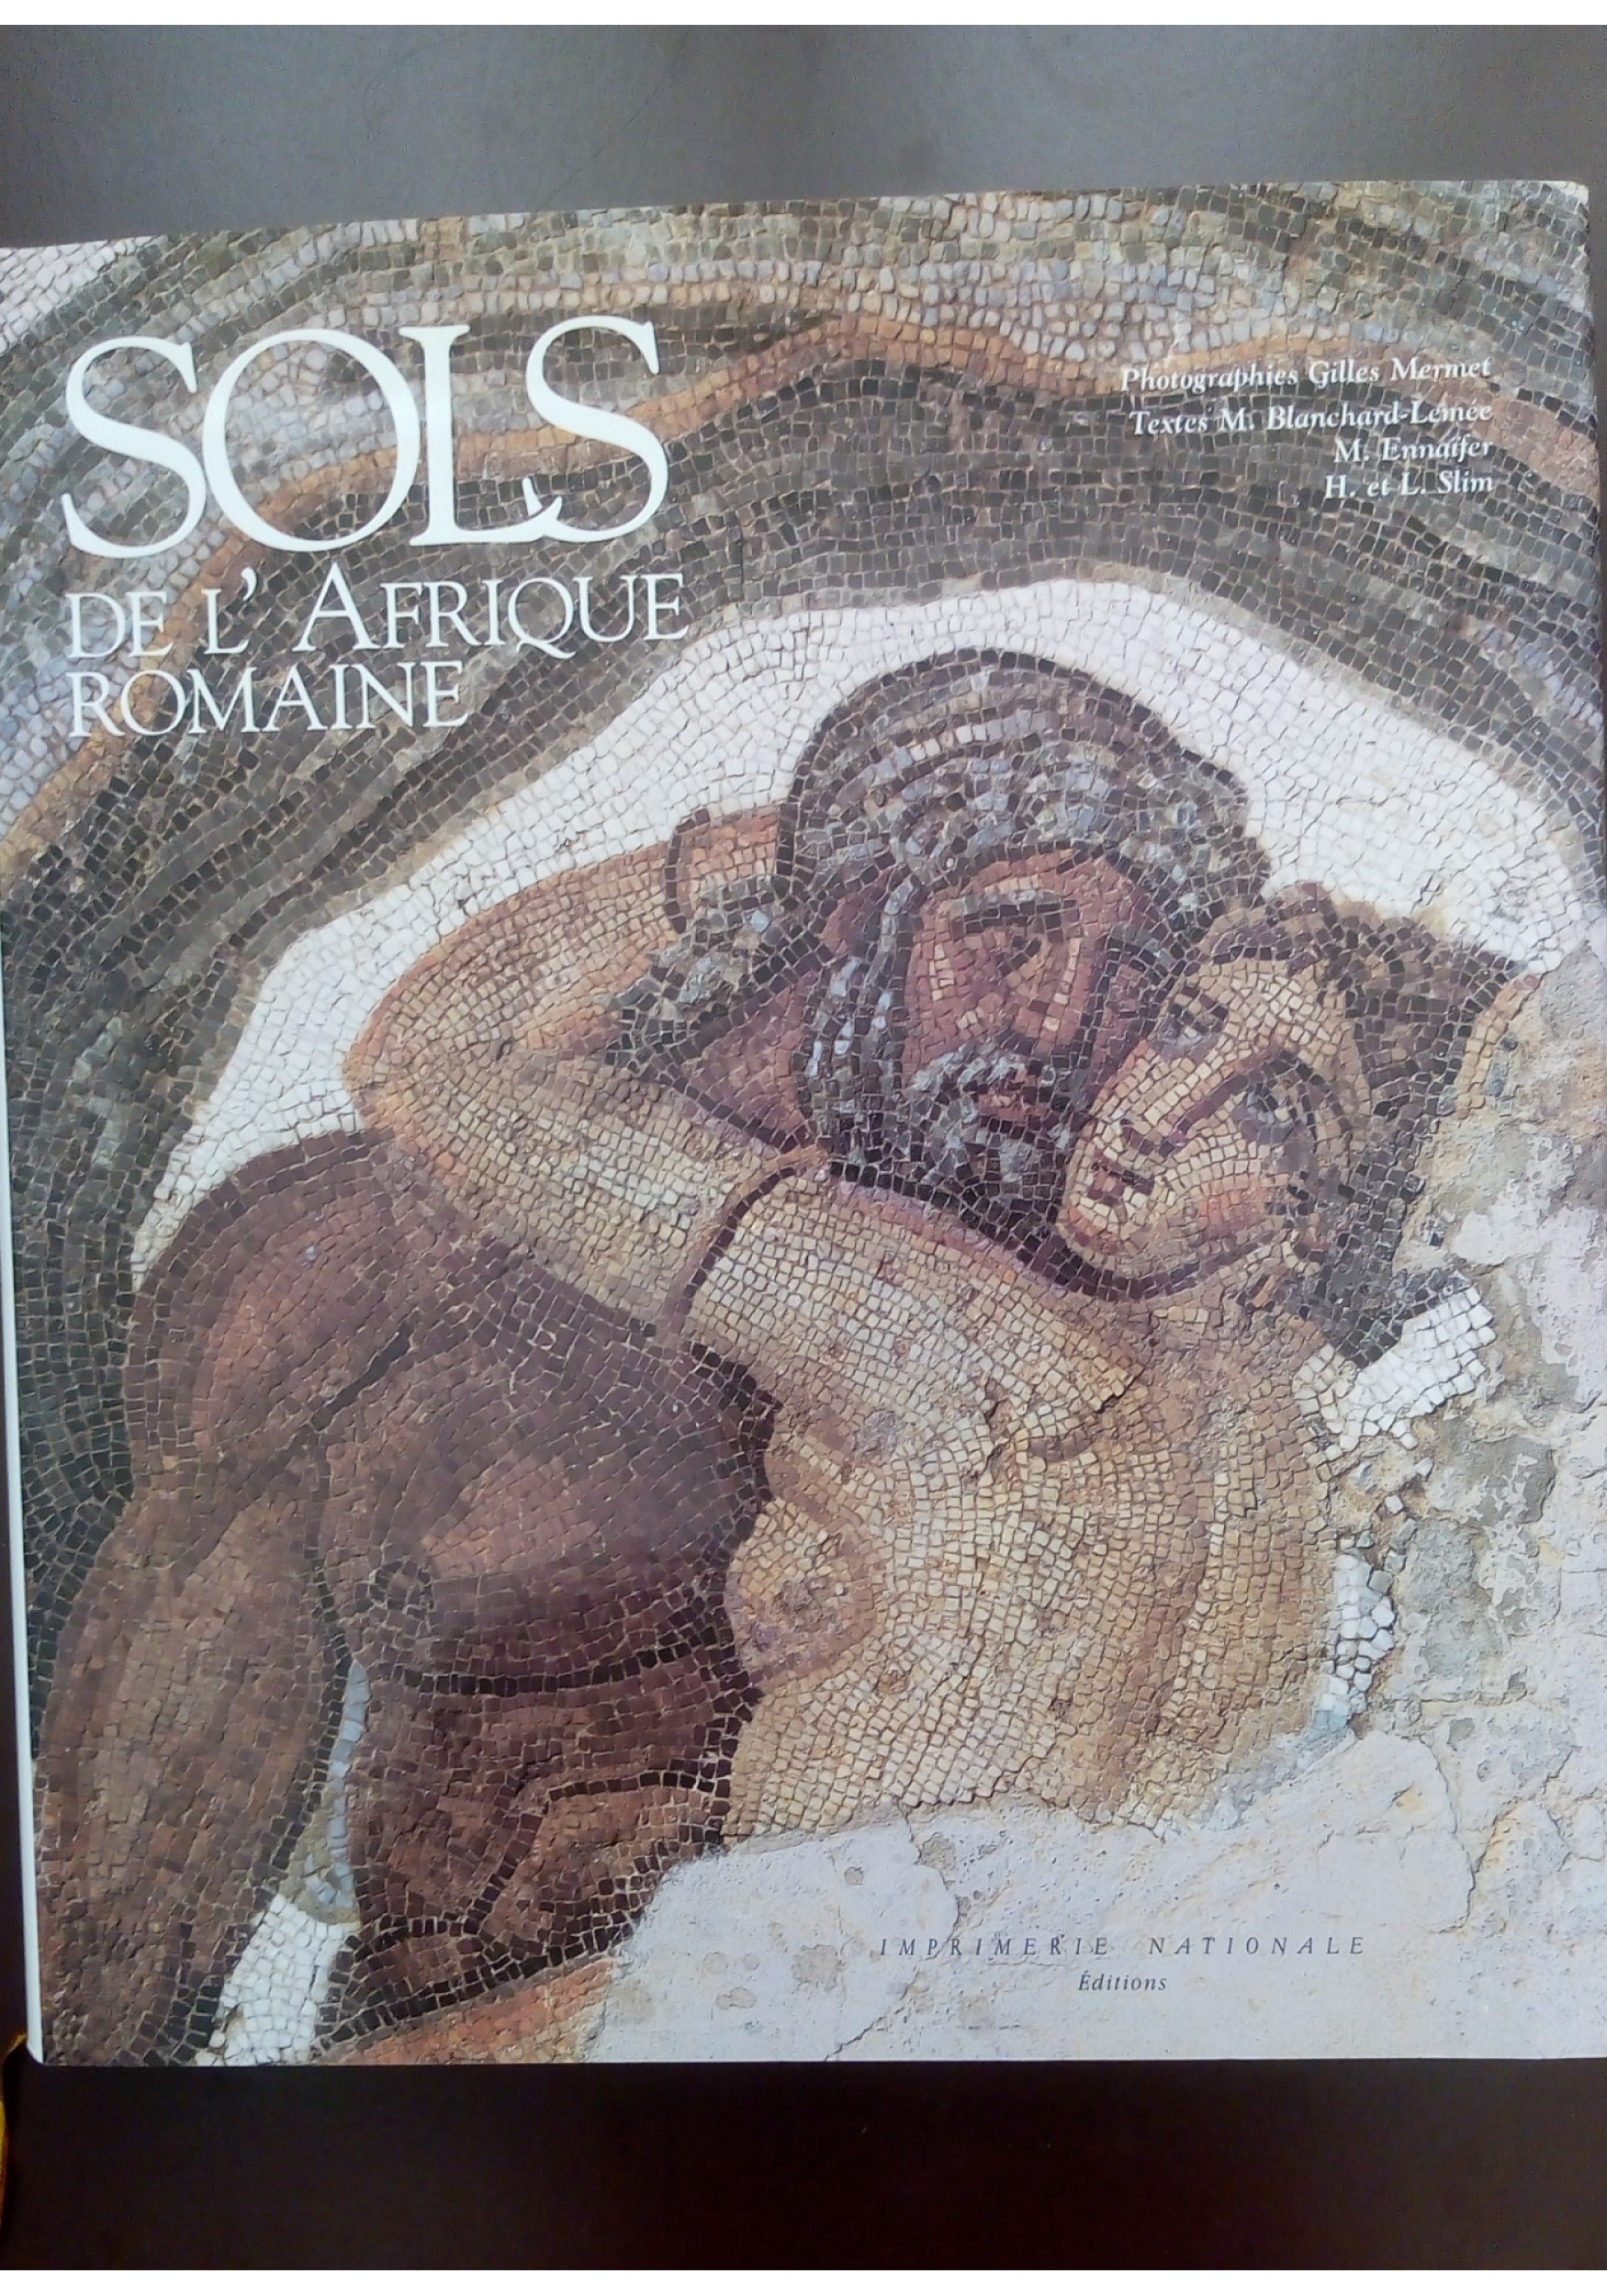 SOLS
DE L' AFRIQUE
ROMAINE
Photographies Gilles Mermet
Textes M. Blanchard-Lemée
M. Ennaïfer
H. et L. Slim
IMPRIMERIE NATIONALE
Éditions